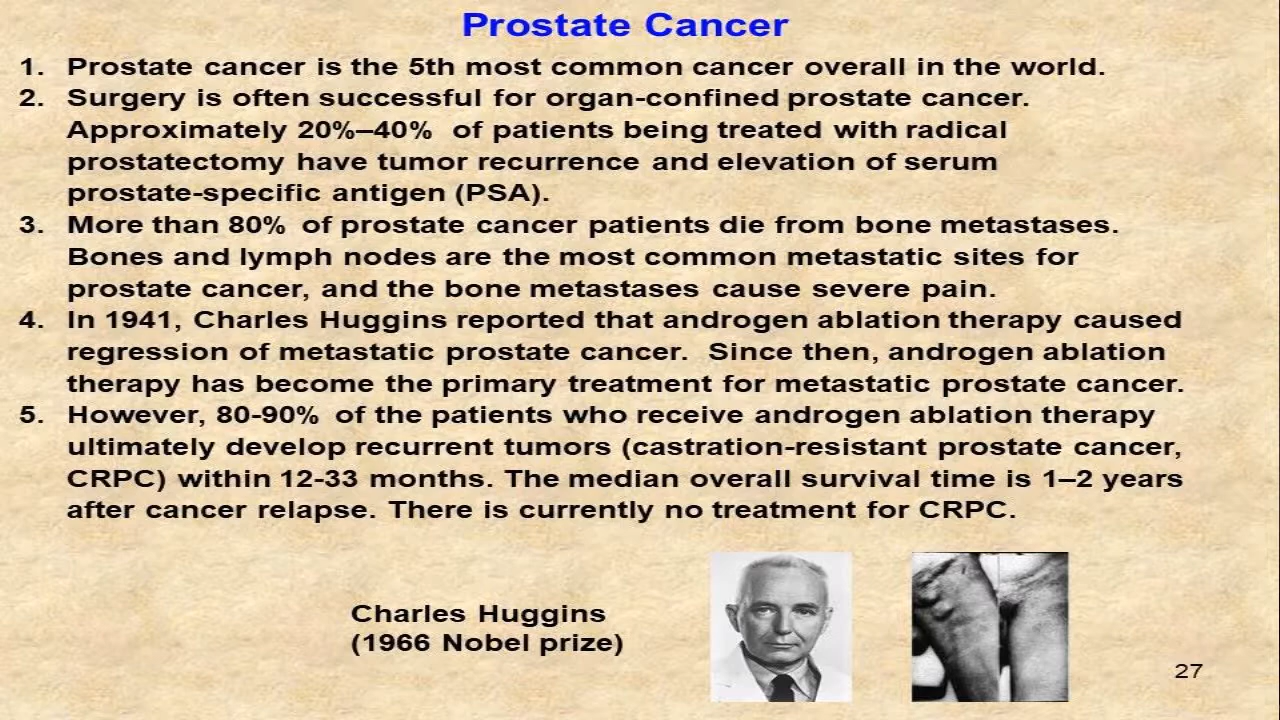 Prostate Cancer
1. Prostate cancer is the 5th most common cancer overall in the world.
2. Surgery is often successful for organ-confined prostate cancer.
Approximately 20%–40% of patients being treated with radical
prostatectomy have tumor recurrence and elevation of serum
prostate-specific antigen (PSA).
3. More than 80% of prostate cancer patients die from bone metastases.
Bones and lymph nodes are the most common metastatic sites for
prostate cancer, and the bone metastases cause severe pain.
4. In 1941, Charles Huggins reported that androgen ablation therapy caused
regression of metastatic prostate cancer. Since then, androgen ablation
therapy has become the primary treatment for metastatic prostate cancer.
5. However, 80-90% of the patients who receive androgen ablation therapy
ultimately develop recurrent tumors (castration-resistant prostate cancer,
CRPC) within 12-33 months. The median overall survival time is 1–2 years
after cancer relapse. There is currently no treatment for CRPC.
Charles Huggins
(1966 Nobel prize)
27